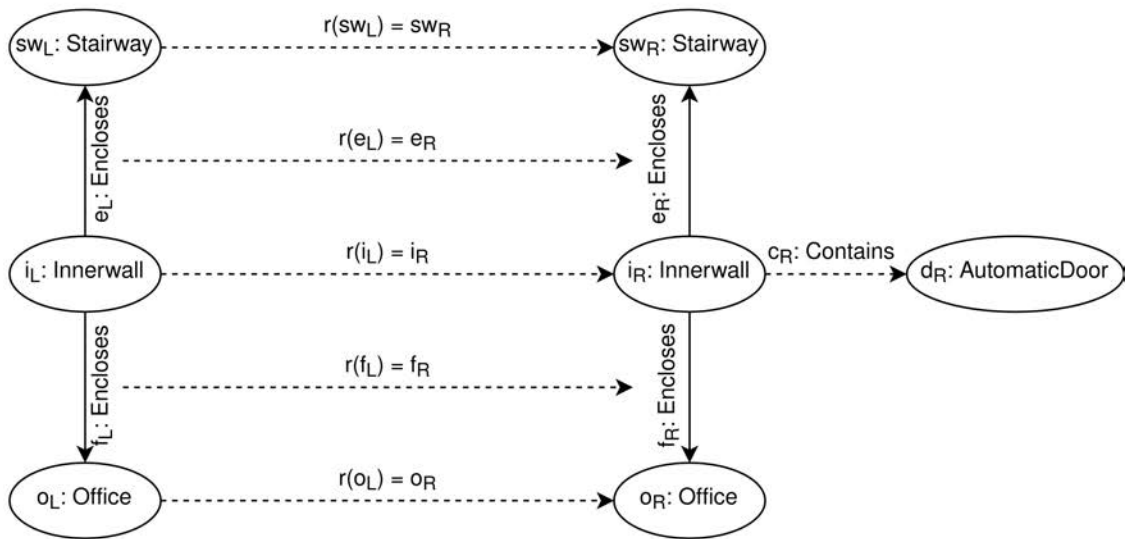 sw_L: Stairway
r(sw_L) = sw_R
sw_R: Stairway
e_L: Encloses
r(e_L) = e_R
e_R: Encloses
i_L: Innerwall
r(i_L) = i_R
i_R: Innerwall
c_R: Contains
d_R: AutomaticDoor
f_L: Encloses
r(f_L) = f_R
f_R: Encloses
o_L: Office
r(o_L) = o_R
o_R: Office